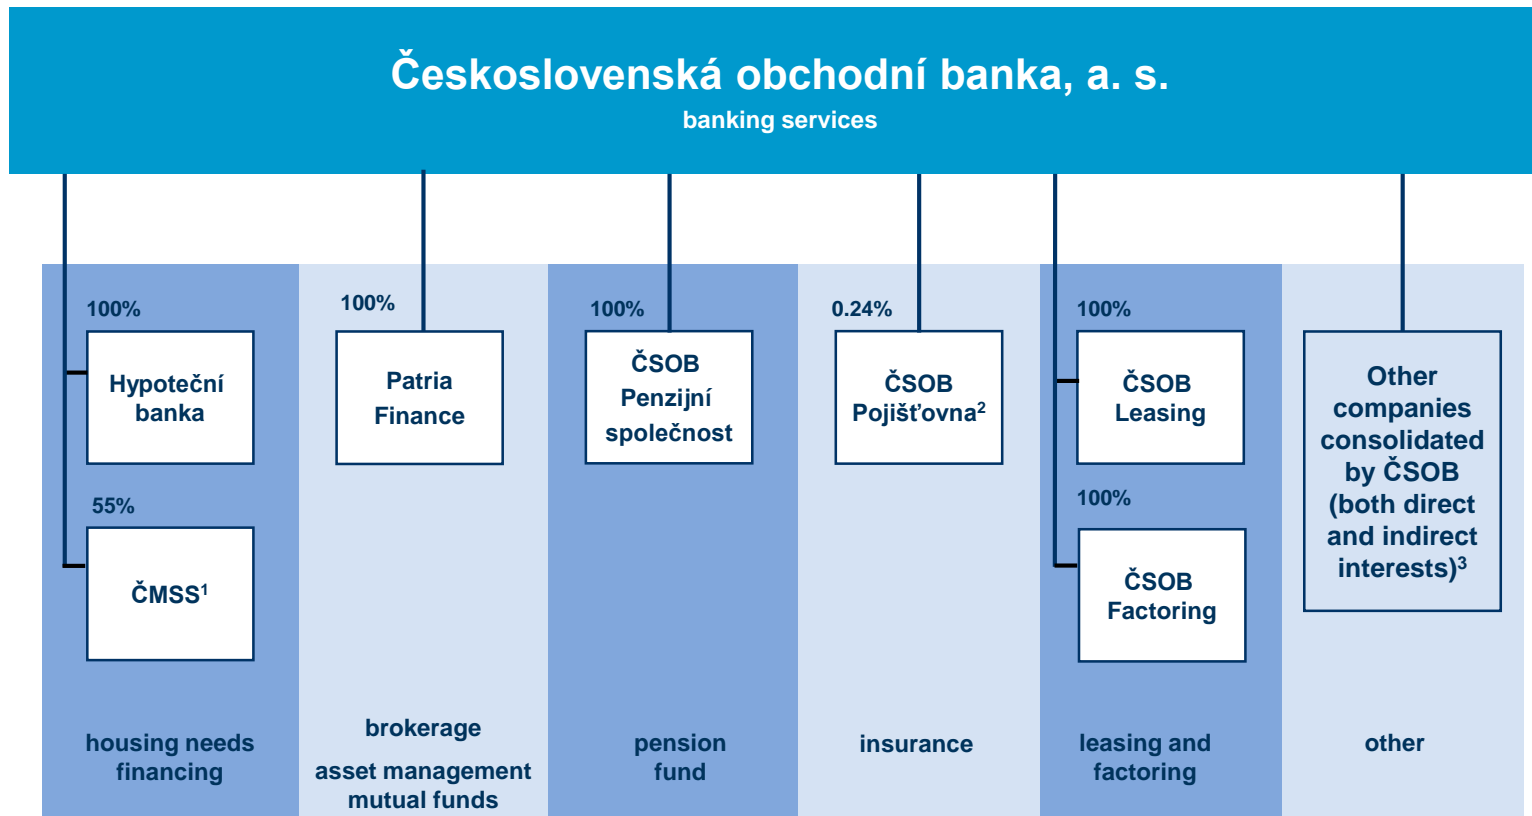 Československá obchodní banka, a. s.
banking services
100%
Hypoteční
banka
55%
ČMSS¹
housing needs
financing
100%
Patria
Finance
brokerage
asset management
mutual funds
100%
ČSOB
Penzijní
společnost
pension
fund
0.24%
ČSOB
Pojišťovna²
insurance
100%
ČSOB
Leasing
100%
ČSOB
Factoring
leasing and
factoring
Other
companies
consolidated
by ČSOB
(both direct
and indirect
interests)³
other